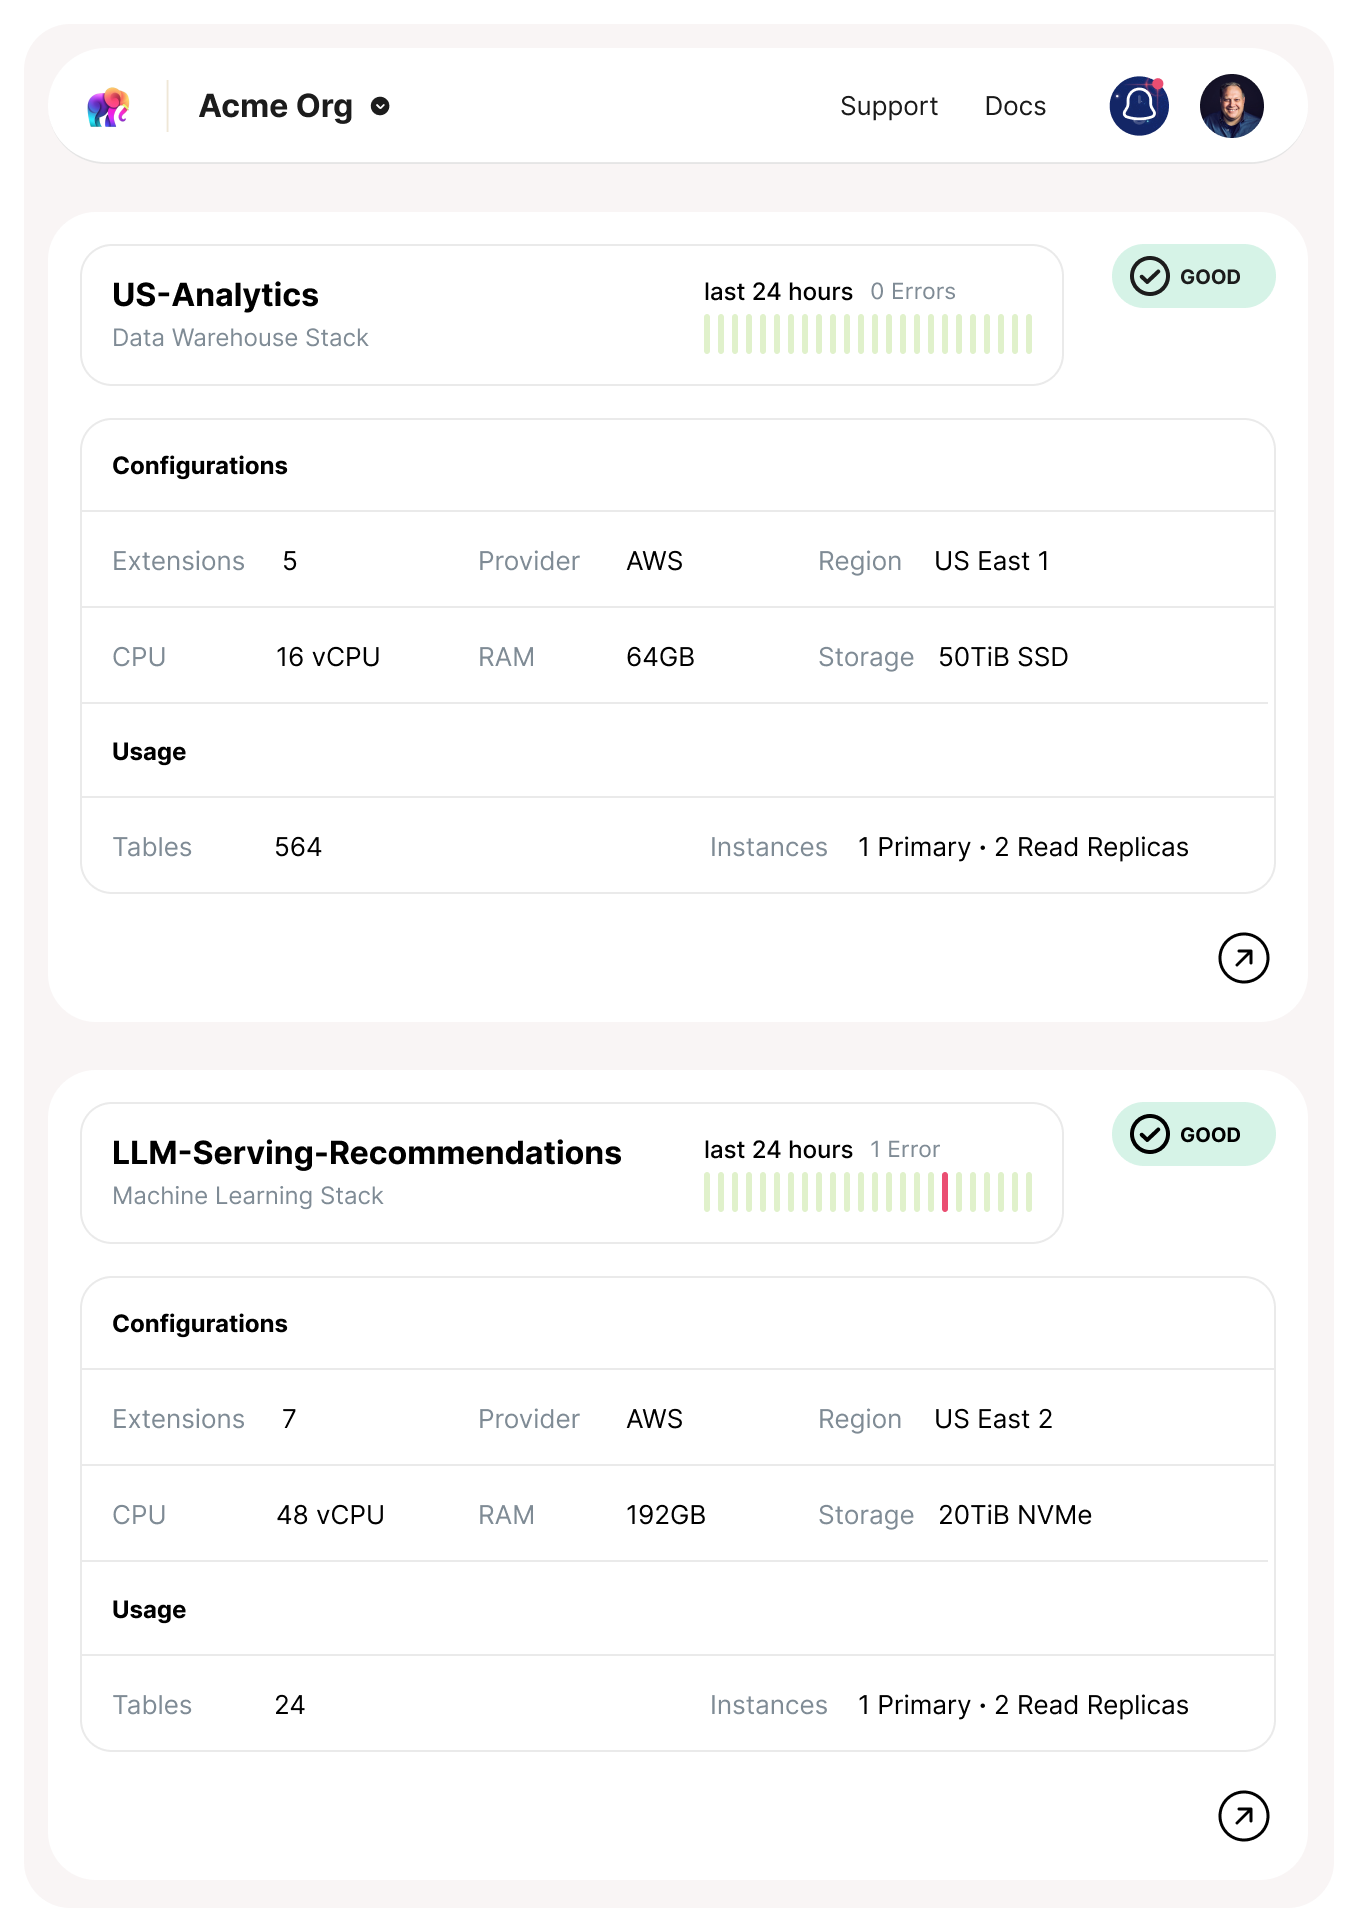 Acme Org
Support Docs
US-Analytics
Data Warehouse Stack
last 24 hours 0 Errors
GOOD
Configurations
Extensions 5 Provider AWS Region US East 1
CPU 16 vCPU RAM 64GB Storage 50TiB SSD
Usage
Tables 564 Instances 1 Primary • 2 Read Replicas
LLM-Serving-Recommendations
Machine Learning Stack
last 24 hours 1 Error
GOOD
Configurations
Extensions 7 Provider AWS Region US East 2
CPU 48 vCPU RAM 192GB Storage 20TiB NVMe
Usage
Tables 24 Instances 1 Primary • 2 Read Replicas